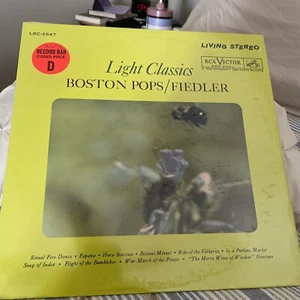 LSC-2547
LIVING STEREO
RECORD BAR
CODED PRICE
D
RCA VICTOR
Light Classics
BOSTON POPS/FIEDLER
Ritual Fire Dance • España • Hora Staccato • Boccherini Minuet • Ride of the Valkyries • In a Persian Market
Song of India • Flight of the Bumblebee • War March of the Priests • "The Merry Wives of Windsor" Overture